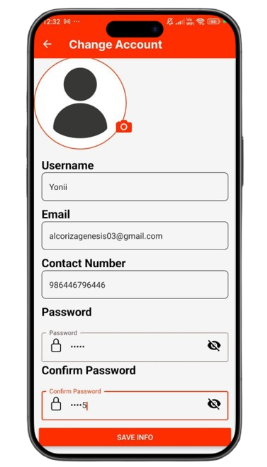 12:32
Change Account
Username
Yonii
Email
alcorizagenesis03@gmail.com
Contact Number
986446796446
Password
Password
•••••
Confirm Password
Confirm Password
••••5
SAVE INFO